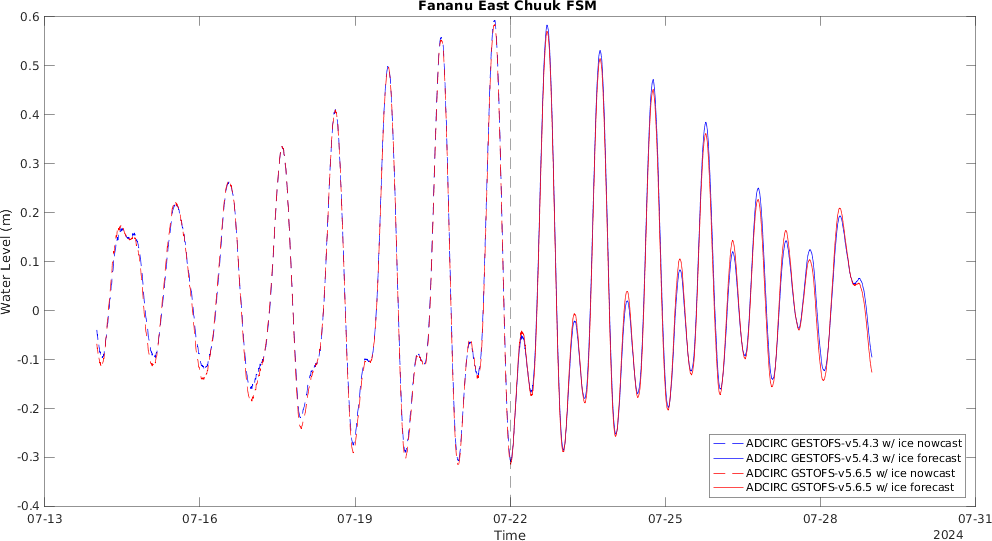 Fananu East Chuuk FSM
0.6
0.5
0.4
0.3
0.2
0.1
0
-0.1
-0.2
-0.3
-0.4
Water Level (m)
ADCIRC GESTOFS-v5.4.3 w/ ice nowcast
ADCIRC GESTOFS-v5.4.3 w/ ice forecast
ADCIRC GSTOFS-v5.6.5 w/ ice nowcast
ADCIRC GSTOFS-v5.6.5 w/ ice forecast
07-13 07-16 07-19 07-22 07-25 07-28 07-31
Time
2024